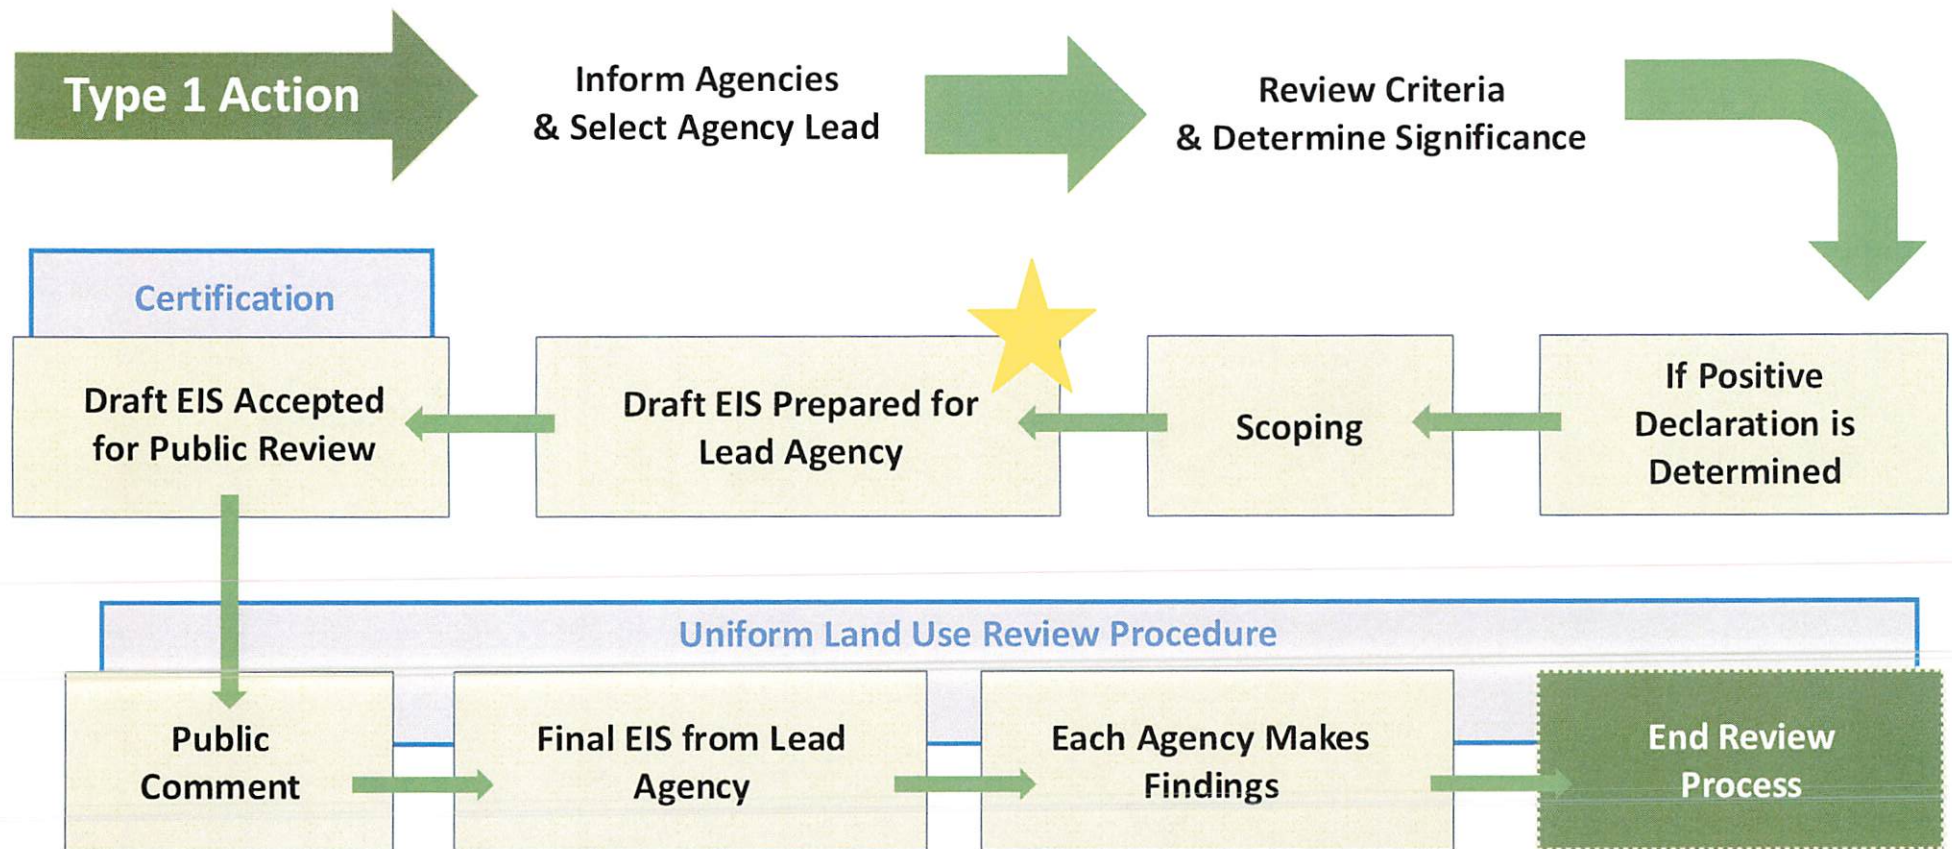 Type 1 Action
Inform Agencies
& Select Agency Lead
Review Criteria
& Determine Significance
If Positive
Declaration is
Determined
Scoping
Draft EIS Prepared for
Lead Agency
Certification
Draft EIS Accepted
for Public Review
Uniform Land Use Review Procedure
Public
Comment
Final EIS from Lead
Agency
Each Agency Makes
Findings
End Review
Process